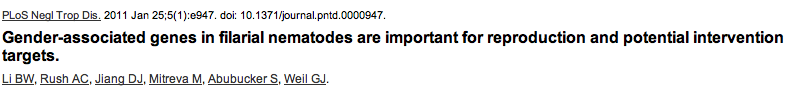 PLoS Negl Trop Dis. 2011 Jan 25;5(1):e947. doi: 10.1371/journal.pntd.0000947.
Gender-associated genes in filarial nematodes are important for reproduction and potential intervention
targets.
Li BW, Rush AC, Jiang DJ, Mitreva M, Abubucker S, Weil GJ.